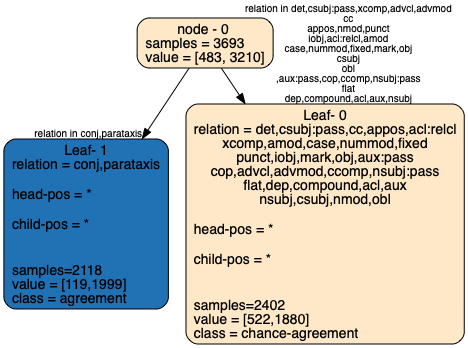 node - 0
samples = 3693
value = [483, 3210]
relation in det,csubj:pass,xcomp,advcl,advmod
cc
appos,nmod,punct
iobj,acl:relcl,amod
case,nummod,fixed,mark,obj
csubj
obl
,aux:pass,cop,ccomp,nsubj:pass
flat
dep,compound,acl,aux,nsubj
relation in conj,parataxis
Leaf- 1
relation = conj,parataxis
head-pos = *
child-pos = *
samples=2118
value = [119,1999]
class = agreement
Leaf- 0
relation = det,csubj:pass,cc,appos,acl:relcl
xcomp,amod,case,nummod,fixed
punct,iobj,mark,obj,aux:pass
cop,advcl,advmod,ccomp,nsubj:pass
flat,dep,compound,acl,aux
nsubj,csubj,nmod,obl
head-pos = *
child-pos = *
samples=2402
value = [522,1880]
class = chance-agreement